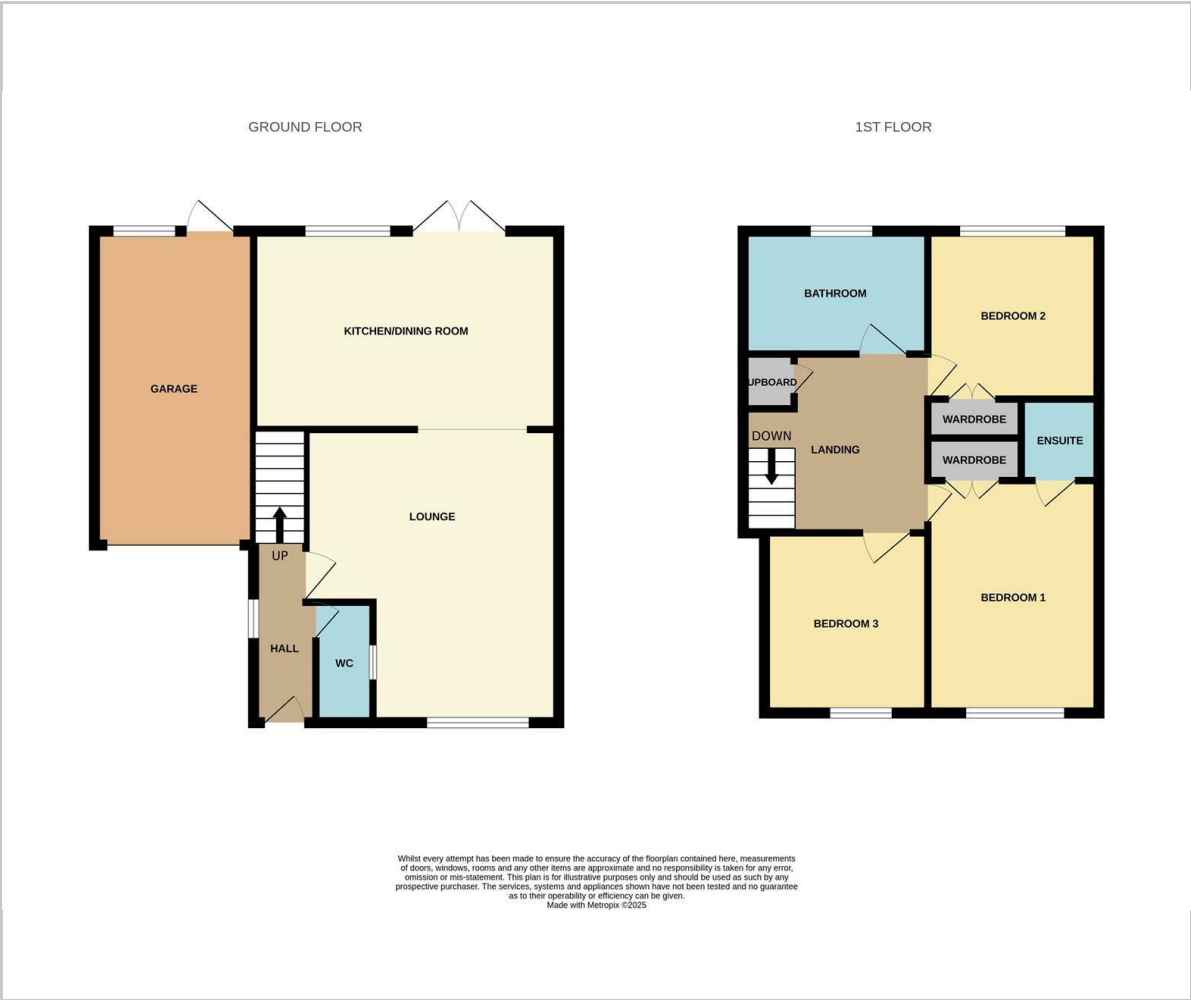 GROUND FLOOR
GARAGE
KITCHEN/DINING ROOM
LOUNGE
UP
HALL
WC
1ST FLOOR
BATHROOM
BEDROOM 2
UPBOARD
WARDROBE
DOWN
LANDING
ENSUITE
WARDROBE
BEDROOM 1
BEDROOM 3
Whilst every attempt has been made to ensure the accuracy of the floorplan contained here, measurements
of doors, windows, rooms and any other items are approximate and no responsibility is taken for any error,
omission or mis-statement. This plan is for illustrative purposes only and should be used as such by any
prospective purchaser. The services, systems and appliances shown have not been tested and no guarantee
as to their operability or efficiency can be given.
Made with Metropix ©2025